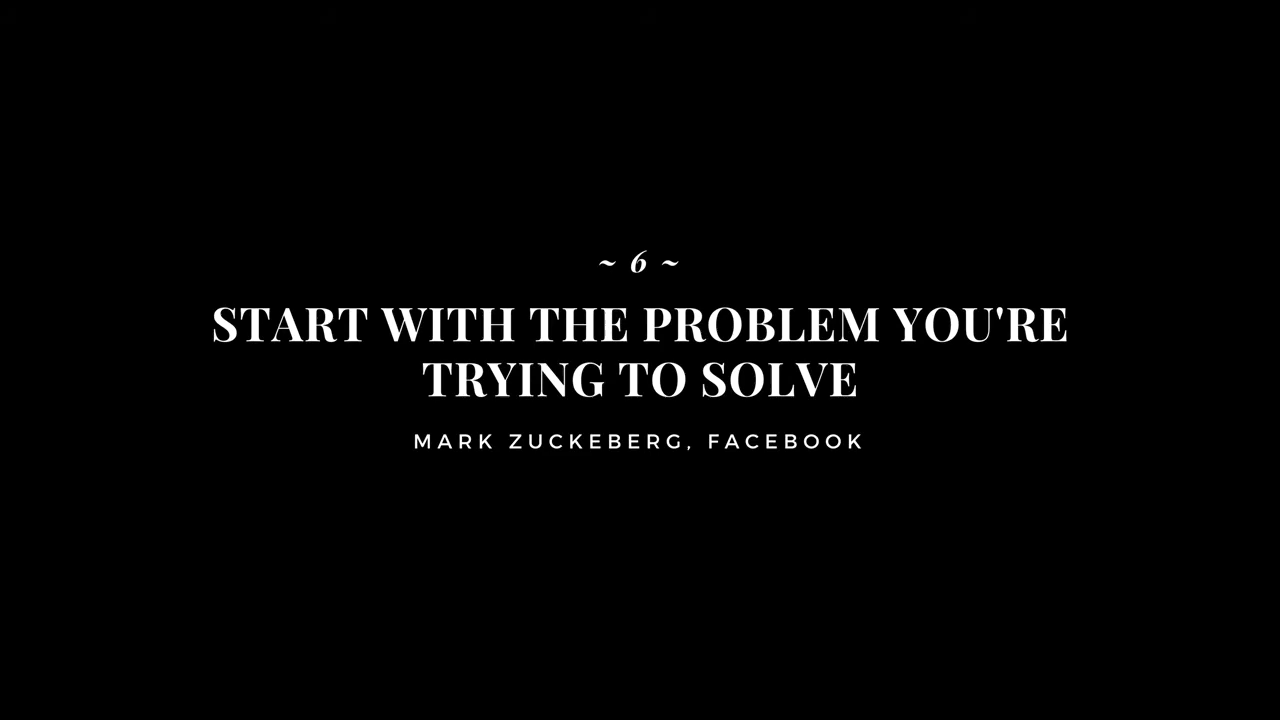 ~ 6 ~
START WITH THE PROBLEM YOU'RE
TRYING TO SOLVE
MARK ZUCKEBERG, FACEBOOK